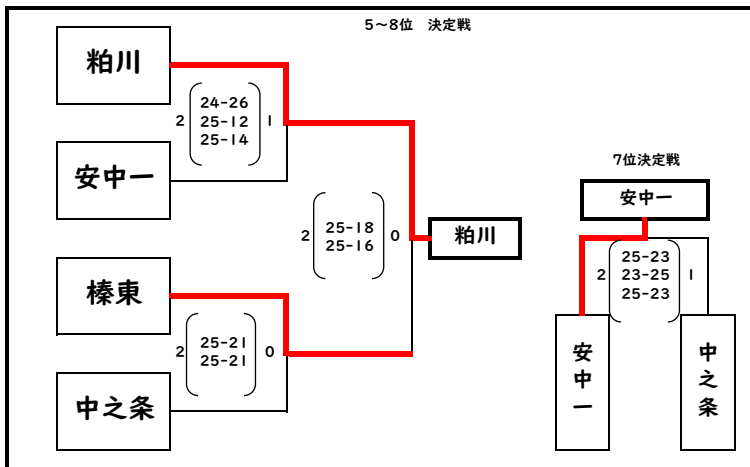 5～8位　決定戦
粕川
24-26
2 25-12 1
25-14
安中一
25-18
2 25-16 0
粕川
榛東
25-21
2 25-21 0
中之条
7位決定戦
安中一
25-23
2 23-25 1
25-23
安中一
中之条